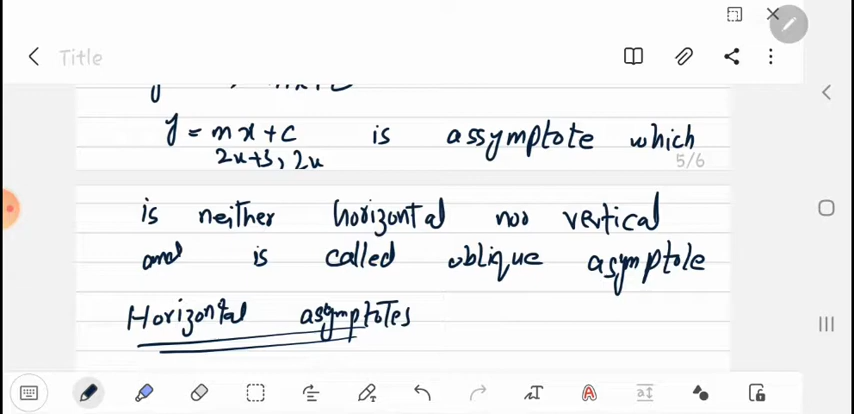 Title
y = mx + c is assymptote which
2x+3, 2x
5/6
is neither horizontal nor vertical
and is called oblique asymptote
Horizontal asymptotes